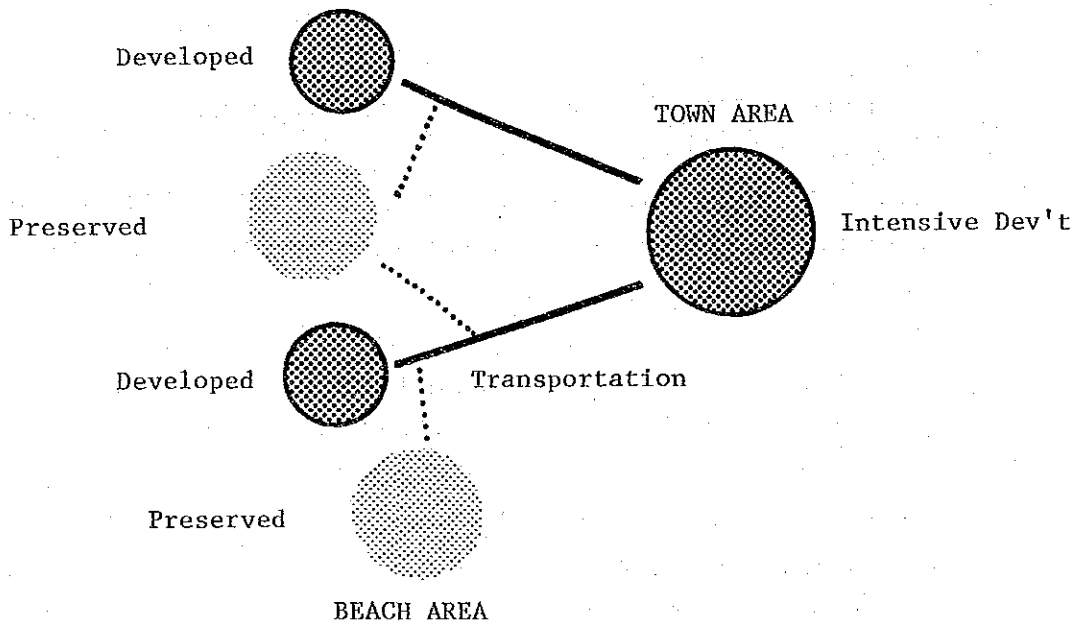 Developed
TOWN AREA
Preserved
Intensive Dev't
Developed
Transportation
Preserved
BEACH AREA